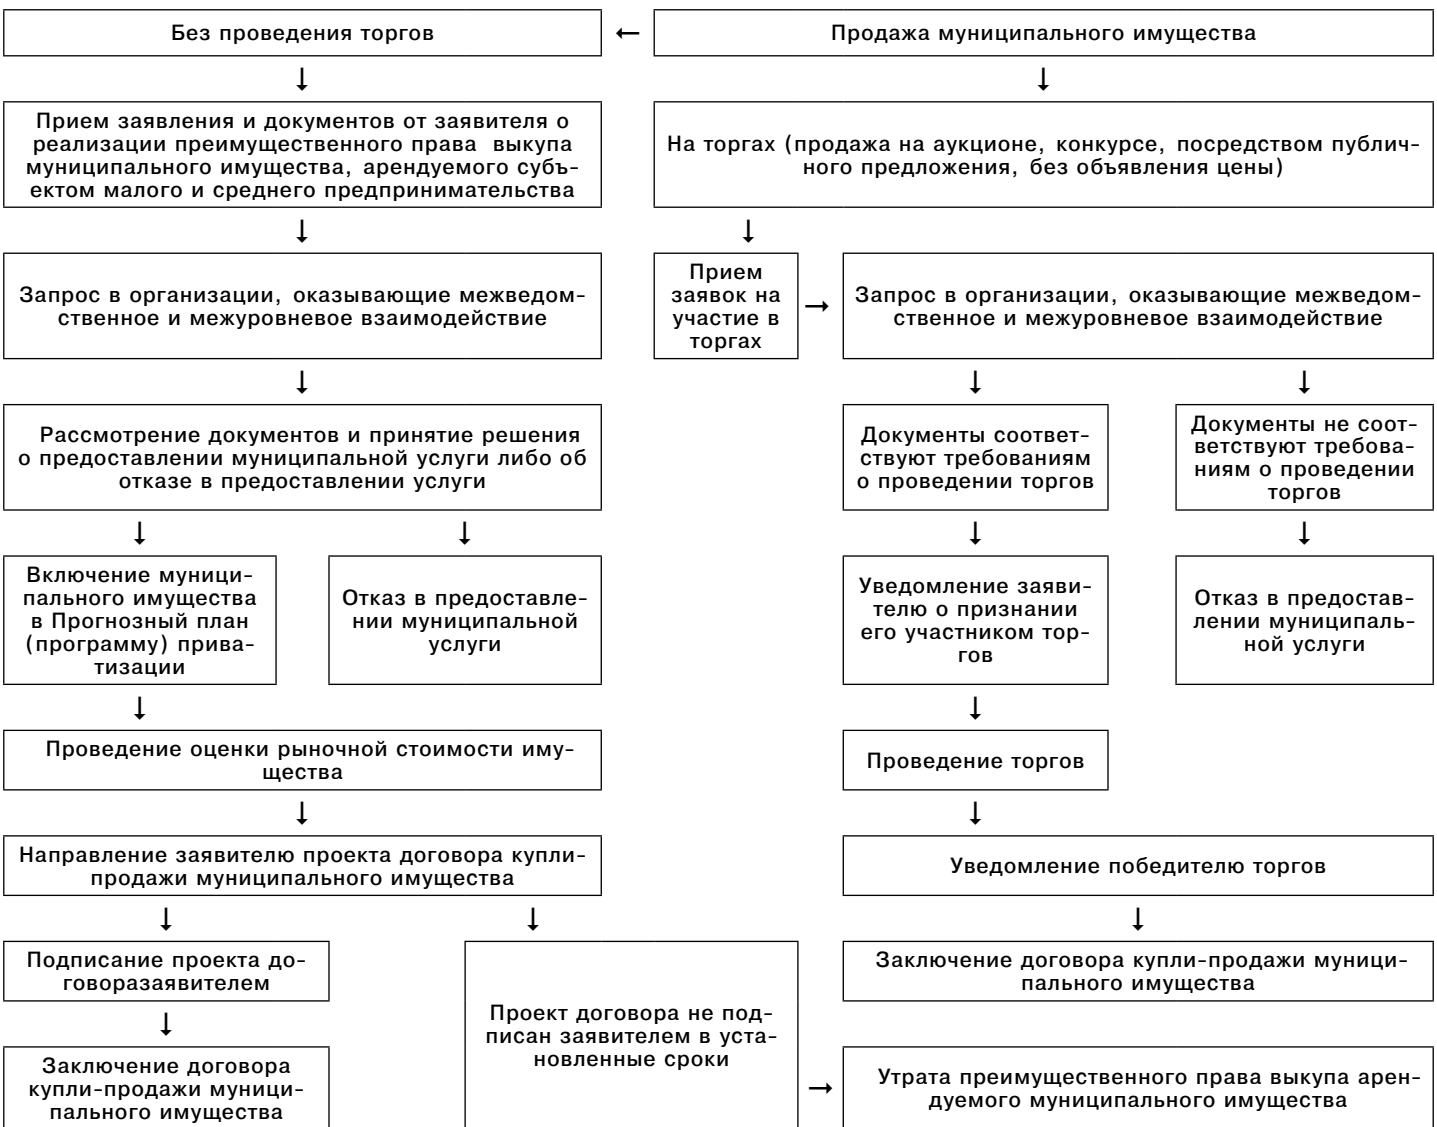 Без проведения торгов
←
Продажа муниципального имущества
↓
↓
Прием заявления и документов от заявителя о
реализации преимущественного права выкупа
муниципального имущества, арендуемого субъ-
ектом малого и среднего предпринимательства
На торгах (продажа на аукционе, конкурсе, посредством публич-
ного предложения, без объявления цены)
↓
↓
Запрос в организации, оказывающие межведом-
ственное и межуровневое взаимодействие
Прием
заявок на
участие в
торгах
→
Запрос в организации, оказывающие межведом-
ственное и межуровневое взаимодействие
↓
↓
↓
Рассмотрение документов и принятие решения
о предоставлении муниципальной услуги либо об
отказе в предоставлении услуги
Документы соответ-
ствуют требованиям
о проведении торгов
Документы не соот-
ветствуют требова-
ниям о проведении
торгов
↓
↓
↓
↓
Включение муници-
пального имущества
в Прогнозный план
(программу) прива-
тизации
Отказ в предоставле-
нии муниципальной
услуги
Уведомление заяви-
телю о признании
его участником тор-
гов
Отказ в предостав-
лении муниципаль-
ной услуги
↓
↓
Проведение оценки рыночной стоимости иму-
щества
Проведение торгов
↓
↓
Направление заявителю проекта договора купли-
продажи муниципального имущества
Уведомление победителю торгов
↓
↓
↓
Подписание проекта до-
говоразаявителем
Проект договора не под-
писан заявителем в уста-
новленные сроки
Заключение договора купли-продажи муници-
пального имущества
↓
Заключение договора
купли-продажи муници-
пального имущества
→
Утрата преимущественного права выкупа арен-
дуемого муниципального имущества